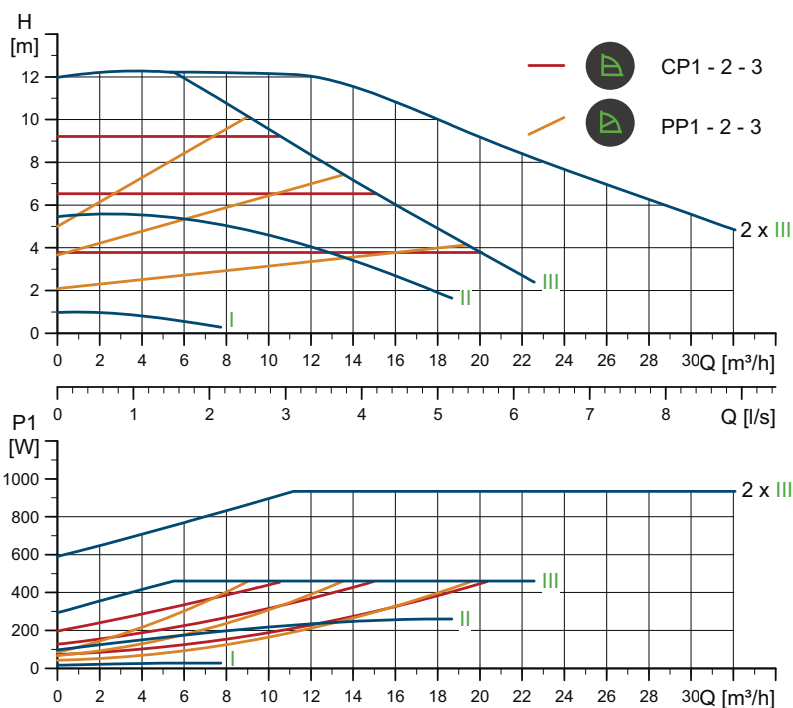 H
[m]
12
10
8
6
4
2
0
CP1 - 2 - 3
PP1 - 2 - 3
2 x III
III
II
I
0 2 4 6 8 10 12 14 16 18 20 22 24 26 28 30 Q [m³/h]
0 1 2 3 4 5 6 7 8 Q [l/s]
P1
[W]
1000
800
600
400
200
0
2 x III
III
II
I
0 2 4 6 8 10 12 14 16 18 20 22 24 26 28 30 Q [m³/h]